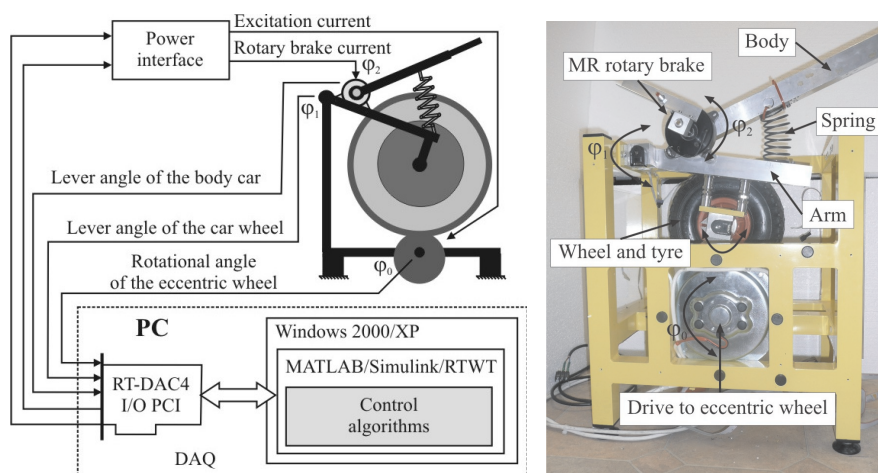 Excitation current
Power
interface
Rotary brake current
φ2
φ1
Lever angle of the body car
Lever angle of the car wheel
Rotational angle
of the eccentric wheel
φ0
PC
Windows 2000/XP
MATLAB/Simulink/RTWT
RT-DAC4
I/O PCI
Control
algorithms
DAQ
Body
MR rotary brake
φ2
Spring
φ1
Arm
Wheel and tyre
φ0
Drive to eccentric wheel